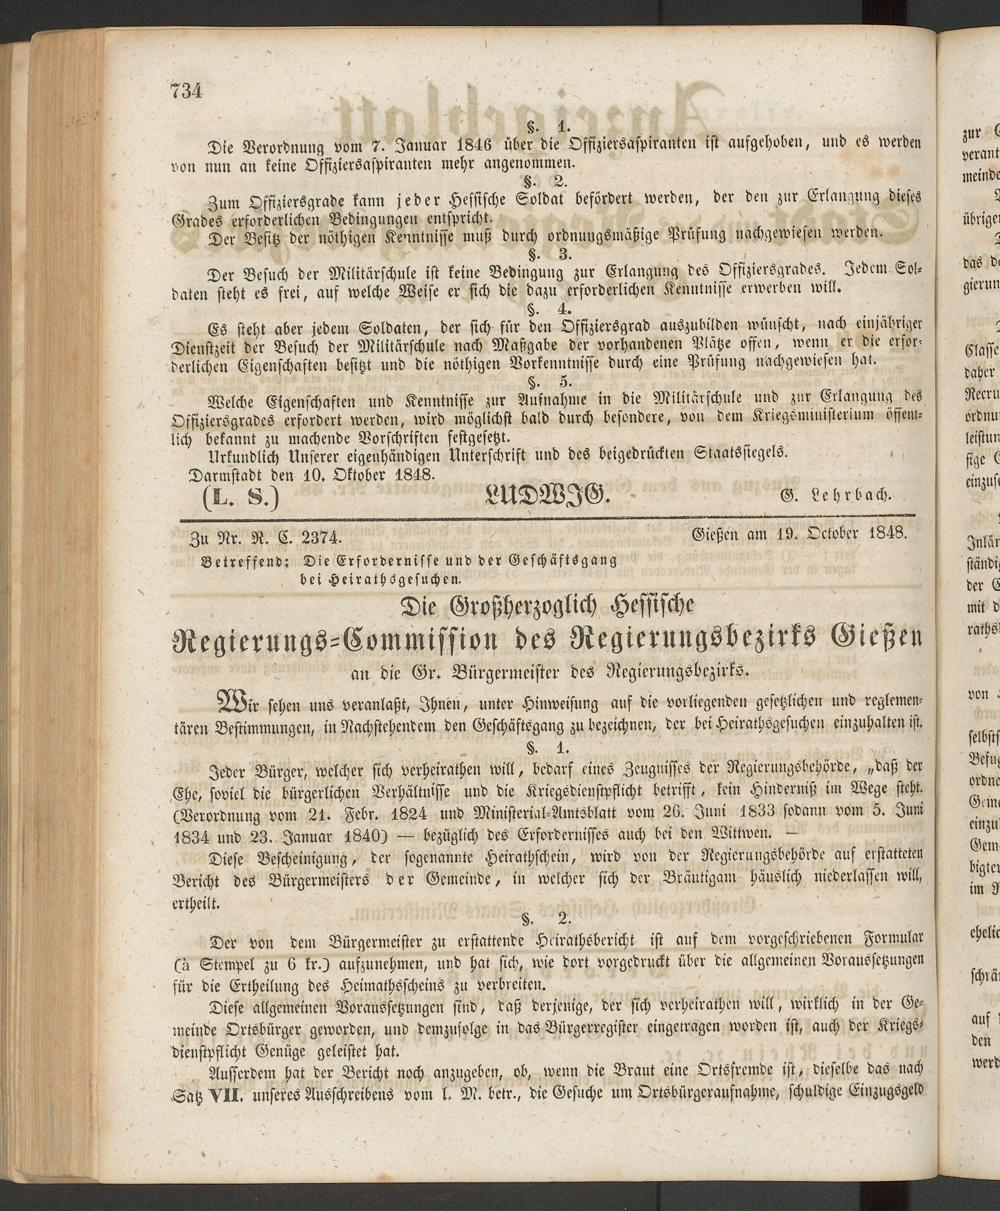 734
§. 1.
Die Verordnung vom 7. Januar 1846 über die Offiziersaspiranten ist aufgehoben, und es werden
von nun an keine Offiziersaspiranten mehr angenommen.
§. 2.
Zum Offiziersgrade kann jeder Hessische Soldat befördert werden, der den zur Erlangung dieses
Grades erforderlichen Bedingungen entspricht.
Der Besitz der nöthigen Kenntnisse muß durch ordnungsmäßige Prüfung nachgewiesen werden.
§. 3.
Der Besuch der Militärschule ist keine Bedingung zur Erlangung des Offiziersgrades. Jedem Sol-
daten steht es frei, auf welche Weise er sich die dazu erforderlichen Kenntnisse erwerben will.
§. 4.
Es steht aber jedem Soldaten, der sich für den Offiziersgrad auszubilden wünscht, nach einjähriger
Dienstzeit der Besuch der Militärschule nach Maßgabe der vorhandenen Plätze offen, wenn er die erfor-
derlichen Eigenschaften besitzt und die nöthigen Vorkenntnisse durch eine Prüfung nachgewiesen hat.
§. 5.
Welche Eigenschaften und Kenntnisse zur Aufnahme in die Militärschule und zur Erlangung des
Offiziersgrades erfordert werden, wird möglichst bald durch besondere, von dem Kriegsministerium öffent-
lich bekannt zu machende Vorschriften festgesetzt.
Urkundlich Unserer eigenhändigen Unterschrift und des beigedrückten Staatssiegels.
Darmstadt den 10. Oktober 1848.
(L. S.) LUDWIG. G. Lehrbach.
Zu Nr. R. C. 2374. Gießen am 19. October 1848.
Betreffend: Die Erfordernisse und der Geschäftsgang
bei Heirathsgesuchen.
Die Großherzoglich Hessische
Regierungs-Commission des Regierungsbezirks Gießen
an die Gr. Bürgermeister des Regierungsbezirks.
Wir sehen uns veranlaßt, Ihnen, unter Hinweisung auf die vorliegenden gesetzlichen und reglemen-
tären Bestimmungen, in Nachstehendem den Geschäftsgang zu bezeichnen, der bei Heirathsgesuchen einzuhalten ist.
§. 1.
Jeder Bürger, welcher sich verheirathen will, bedarf eines Zeugnisses der Regierungsbehörde, „daß der
Ehe, soviel die bürgerlichen Verhältnisse und die Kriegsdienstpflicht betrifft, kein Hinderniß im Wege steht.
(Verordnung vom 21. Febr. 1824 und Ministerial-Amtsblatt vom 26. Juni 1833 sodann vom 5. Juni
1834 und 23. Januar 1840) — bezüglich des Erfordernisses auch bei den Wittwen. —
Diese Bescheinigung, der sogenannte Heirathschein, wird von der Regierungsbehörde auf erstatteten
Bericht des Bürgermeisters der Gemeinde, in welcher sich der Bräutigam häuslich niederlassen will,
ertheilt.
§. 2.
Der von dem Bürgermeister zu erstattende Heirathsbericht ist auf dem vorgeschriebenen Formular
(à Stempel zu 6 kr.) aufzunehmen, und hat sich, wie dort vorgedruckt über die allgemeinen Voraussetzungen
für die Ertheilung des Heimathsscheins zu verbreiten.
Diese allgemeinen Voraussetzungen sind, daß derjenige, der sich verheirathen will, wirklich in der Ge-
meinde Ortsbürger geworden, und demzufolge in das Bürgerregister eingetragen worden ist, auch der Kriegs-
dienstpflicht Genüge geleistet hat.
Ausserdem hat der Bericht noch anzugeben, ob, wenn die Braut eine Ortsfremde ist, dieselbe das nach
Satz VII. unseres Ausschreibens vom l. M. betr., die Gesuche um Ortsbürgeraufnahme, schuldige Einzugsgeld